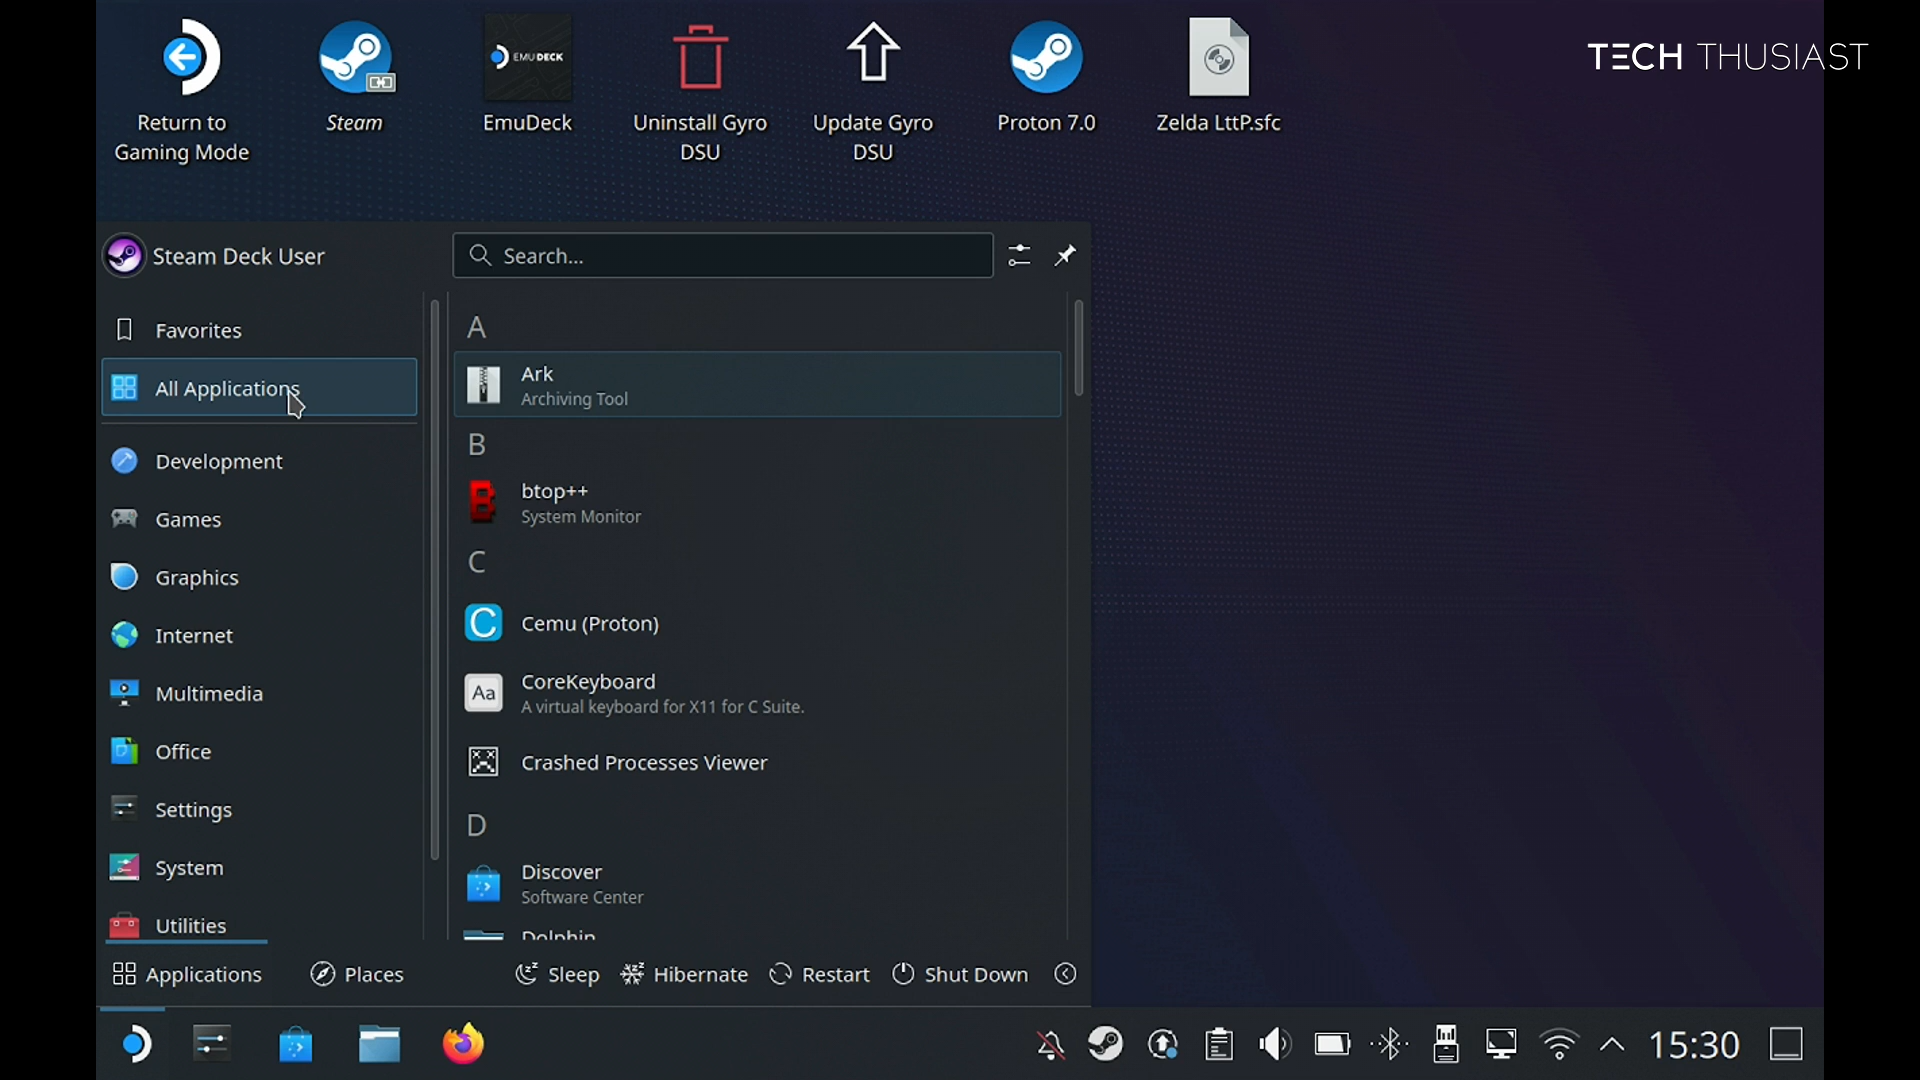 TECH THUSIAST
EMUDECK
Return to
Gaming Mode
Steam
EmuDeck
Uninstall Gyro
DSU
Update Gyro
DSU
Proton 7.0
Zelda LttP.sfc
Steam Deck User
Search...
Favorites
All Applications
Development
Games
Graphics
Internet
Multimedia
Office
Settings
System
Utilities
A
Ark
Archiving Tool
B
btop++
System Monitor
C
Cemu (Proton)
Aa
CoreKeyboard
A virtual keyboard for X11 for C Suite.
Crashed Processes Viewer
D
Discover
Software Center
Dolphin
Applications
Places
Sleep
Hibernate
Restart
Shut Down
15:30